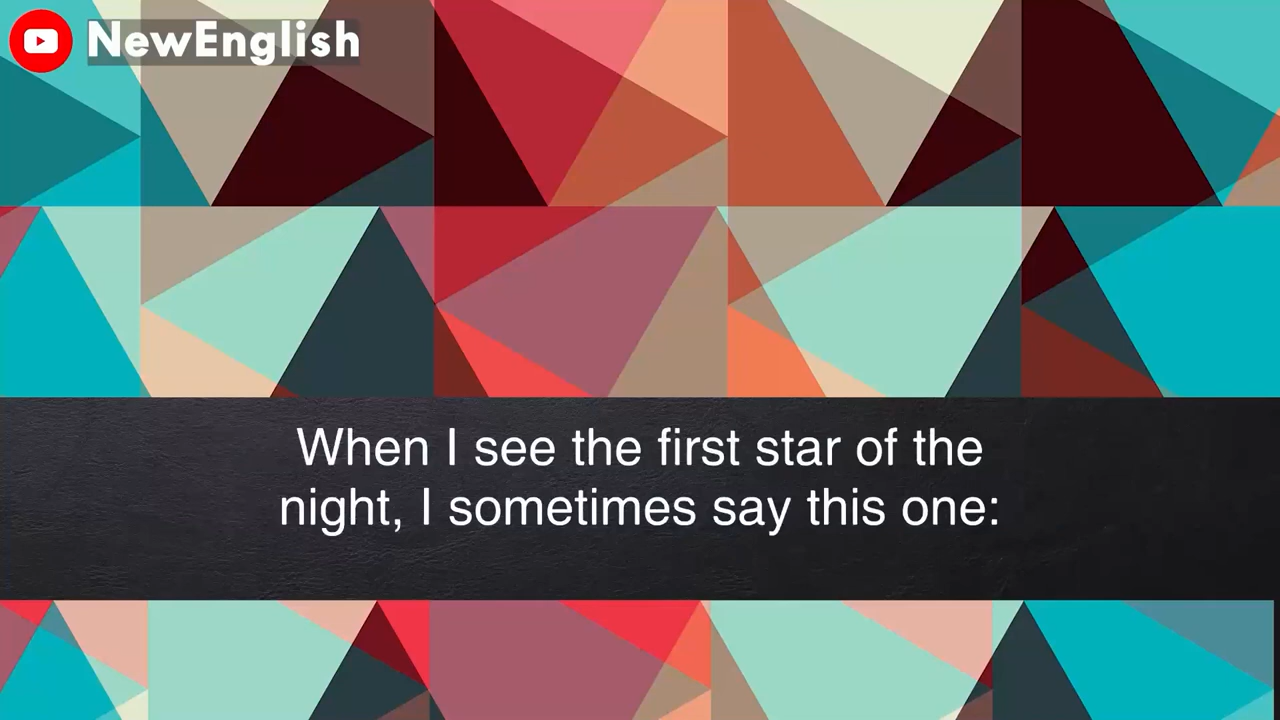 NewEnglish
When I see the first star of the
night, I sometimes say this one: